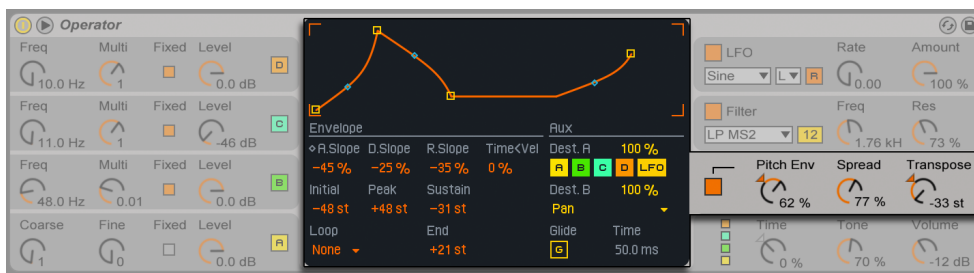 Operator
Freq Multi Fixed Level
10.0 Hz 1 0.0 dB D
Freq Multi Fixed Level
11.0 Hz 1 -46 dB C
Freq Multi Fixed Level
48.0 Hz 0.01 0.0 dB B
Coarse Fine Fixed Level
1 0 0.0 dB A
Envelope Aux
A.Slope D.Slope R.Slope Time<Vel Dest. A 100 %
-45 % -25 % -35 % 0 % A B C D LFO
Initial Peak Sustain Dest. B 100 %
-48 st +48 st -31 st Pan
Loop End Glide Time
None +21 st G 50.0 ms
LFO Rate Amount
Sine L R 0.00 100 %
Filter Freq Res
LP MS2 12 1.76 kH 73 %
Pitch Env Spread Transpose
62 % 77 % -33 st
Time Tone Volume
0 % 70 % -12 dB